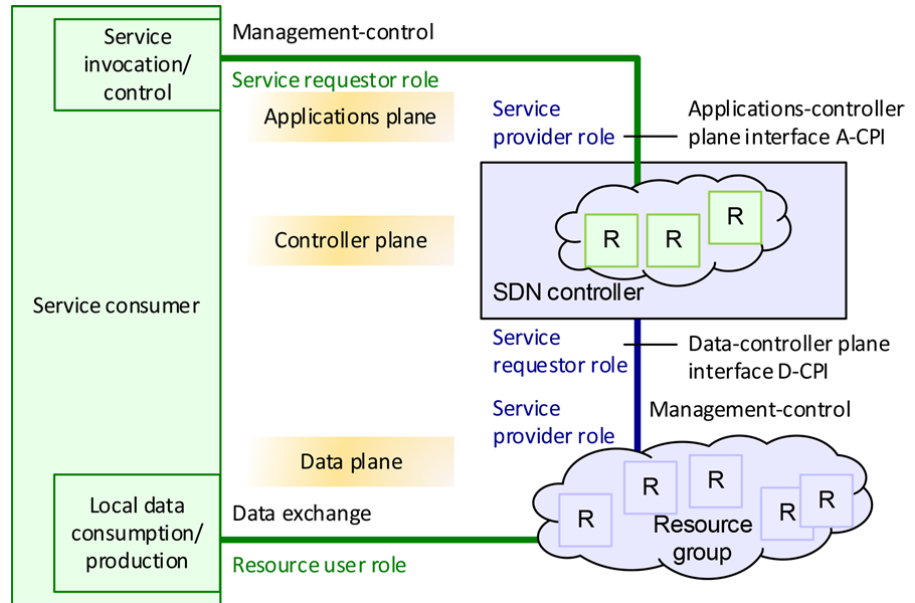 Service
invocation/
control
Management-control
Service requestor role
Applications plane
Service
provider role
Applications-controller
plane interface A-CPI
Controller plane
R
R
R
SDN controller
Service consumer
Service
requestor role
Data-controller plane
interface D-CPI
Service
provider role
Management-control
Data plane
Local data
consumption/
production
Data exchange
Resource user role
R
R
R
R
R
Resource
group